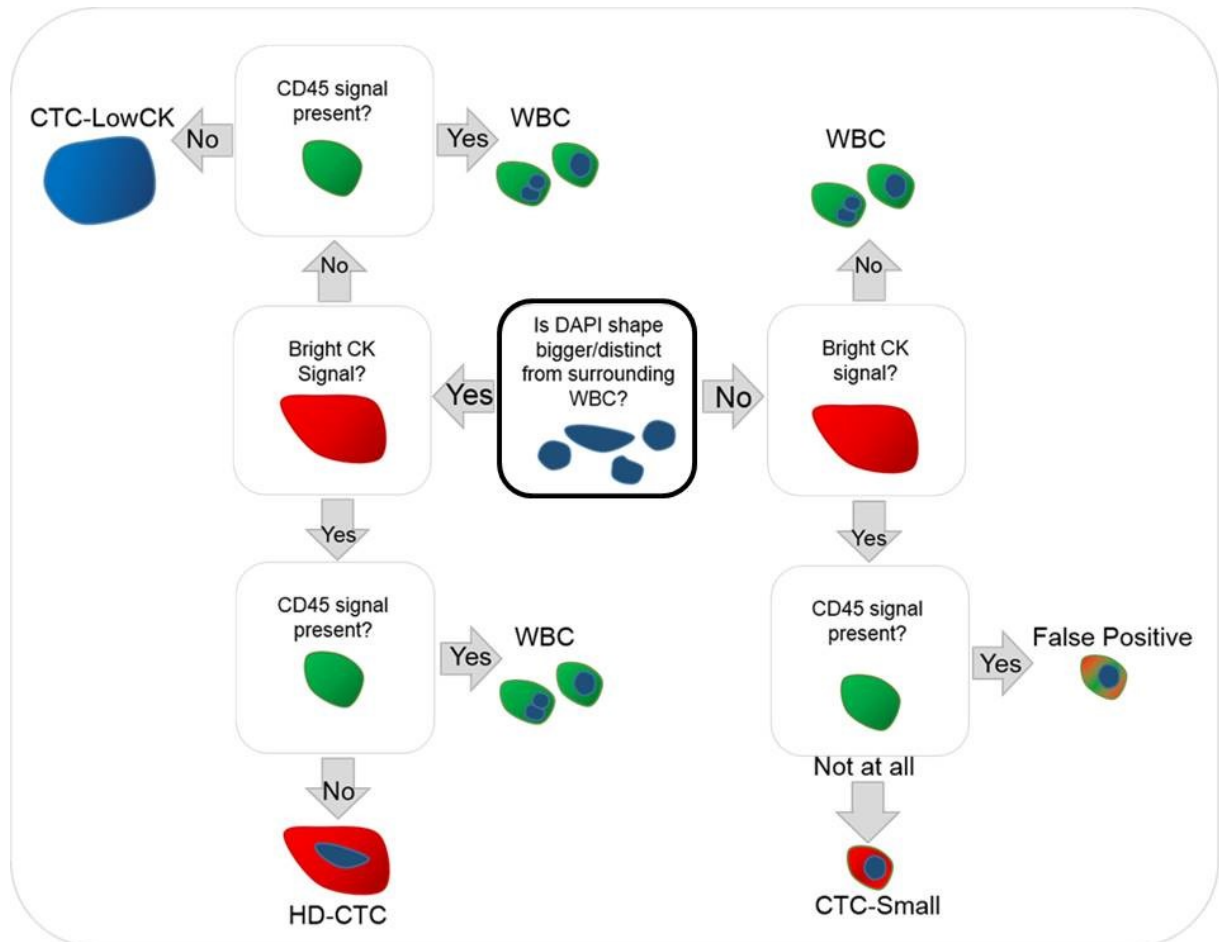 CD45 signal
present?
CTC-LowCK
No
Yes
WBC
WBC
No
No
Bright CK
Signal?
Yes
Is DAPI shape
bigger/distinct
from surrounding
WBC?
No
Bright CK
signal?
Yes
Yes
CD45 signal
present?
Yes
WBC
CD45 signal
present?
Yes
False Positive
No
HD-CTC
Not at all
CTC-Small